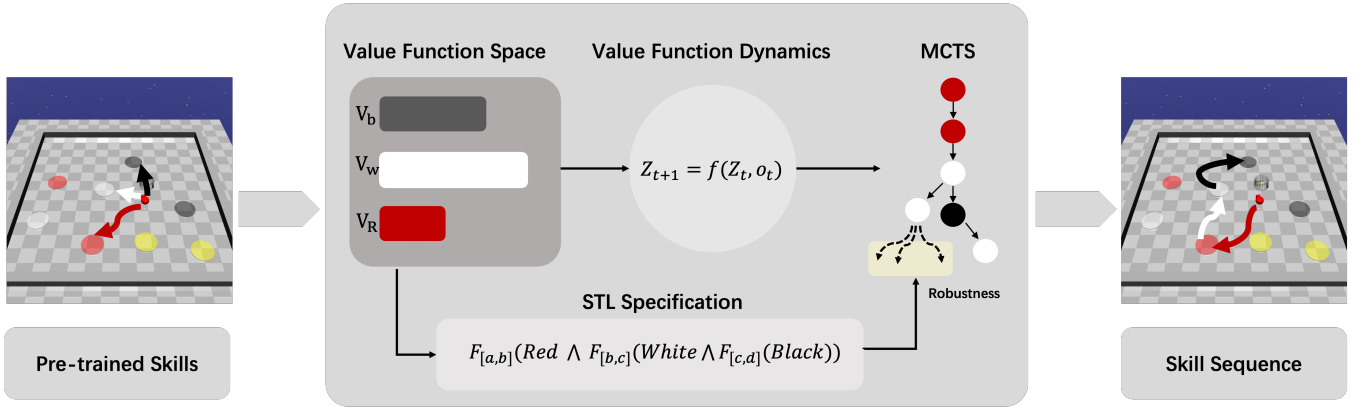 Value Function Space
Value Function Dynamics
MCTS
V_b
V_w
V_R
Z_{t+1} = f(Z_t, o_t)
Robustness
STL Specification
F_{[a,b]}(Red ∧ F_{[b,c]}(White ∧ F_{[c,d]}(Black))
Pre-trained Skills
Skill Sequence